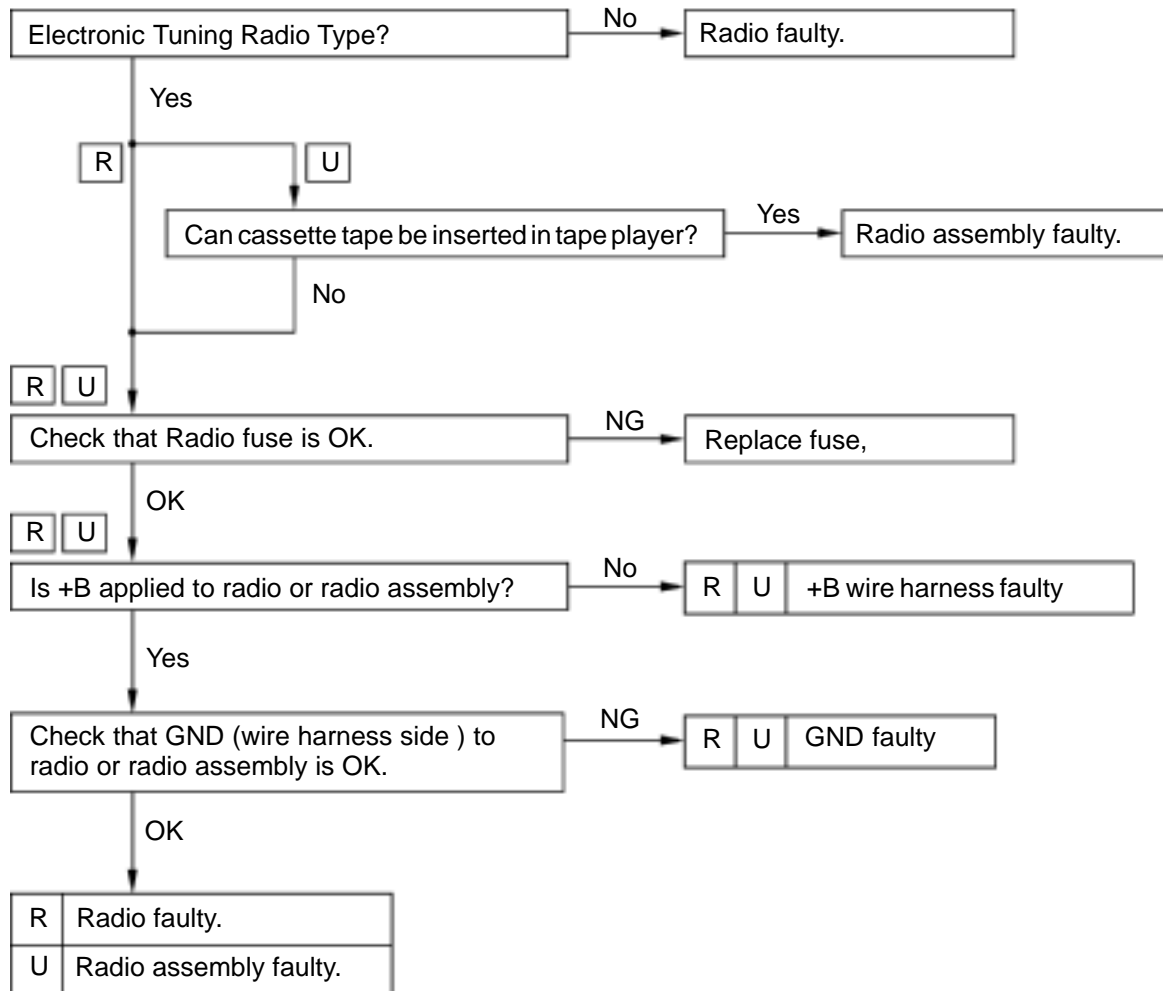 Electronic Tuning Radio Type?
No
Radio faulty.
Yes
R
U
Can cassette tape be inserted in tape player?
Yes
Radio assembly faulty.
No
R U
Check that Radio fuse is OK.
NG
Replace fuse,
OK
R U
Is +B applied to radio or radio assembly?
No
R U +B wire harness faulty
Yes
Check that GND (wire harness side ) to
radio or radio assembly is OK.
NG
R U GND faulty
OK
R Radio faulty.
U Radio assembly faulty.